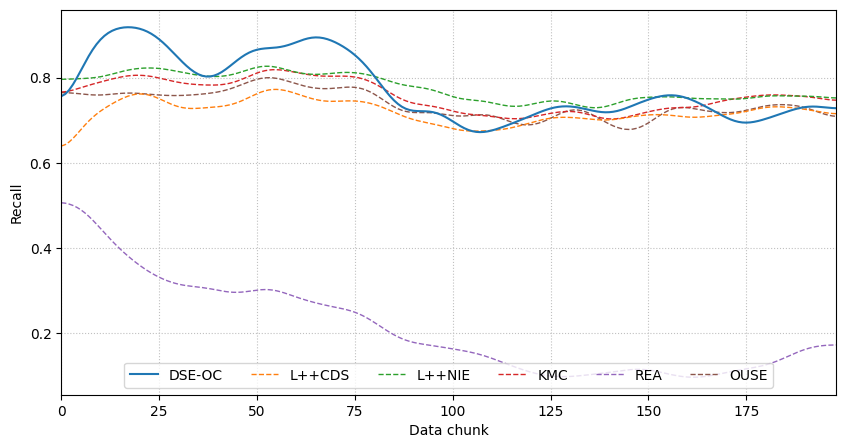 0.8
0.6
0.4
0.2
Recall
DSE-OC L++CDS L++NIE KMC REA OUSE
0 25 50 75 100 125 150 175
Data chunk